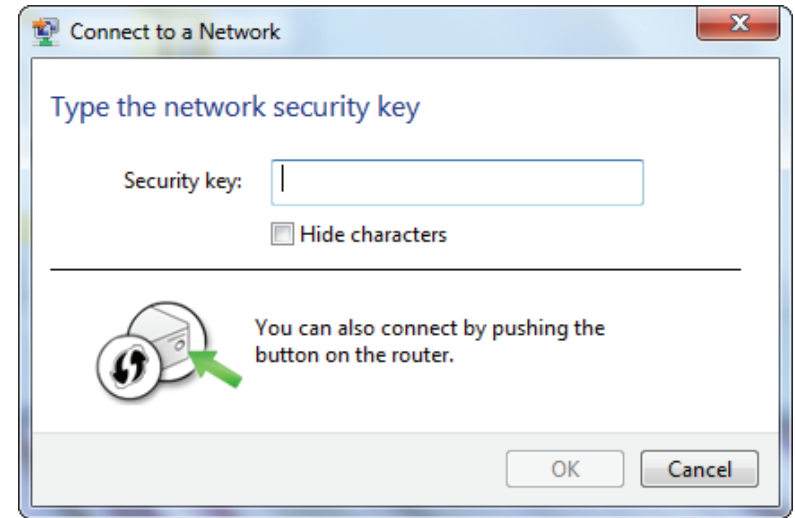 Connect to a Network
Type the network security key
Security key:
Hide characters
You can also connect by pushing the
button on the router.
OK
Cancel